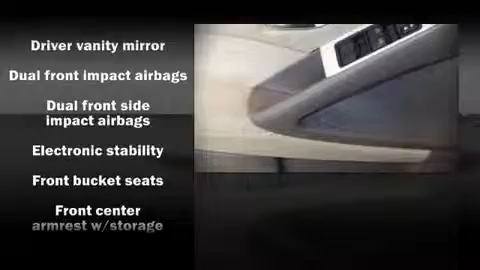 Driver vanity mirror
Dual front impact airbags
Dual front side
impact airbags
Electronic stability
Front bucket seats
Front center
armrest w/storage